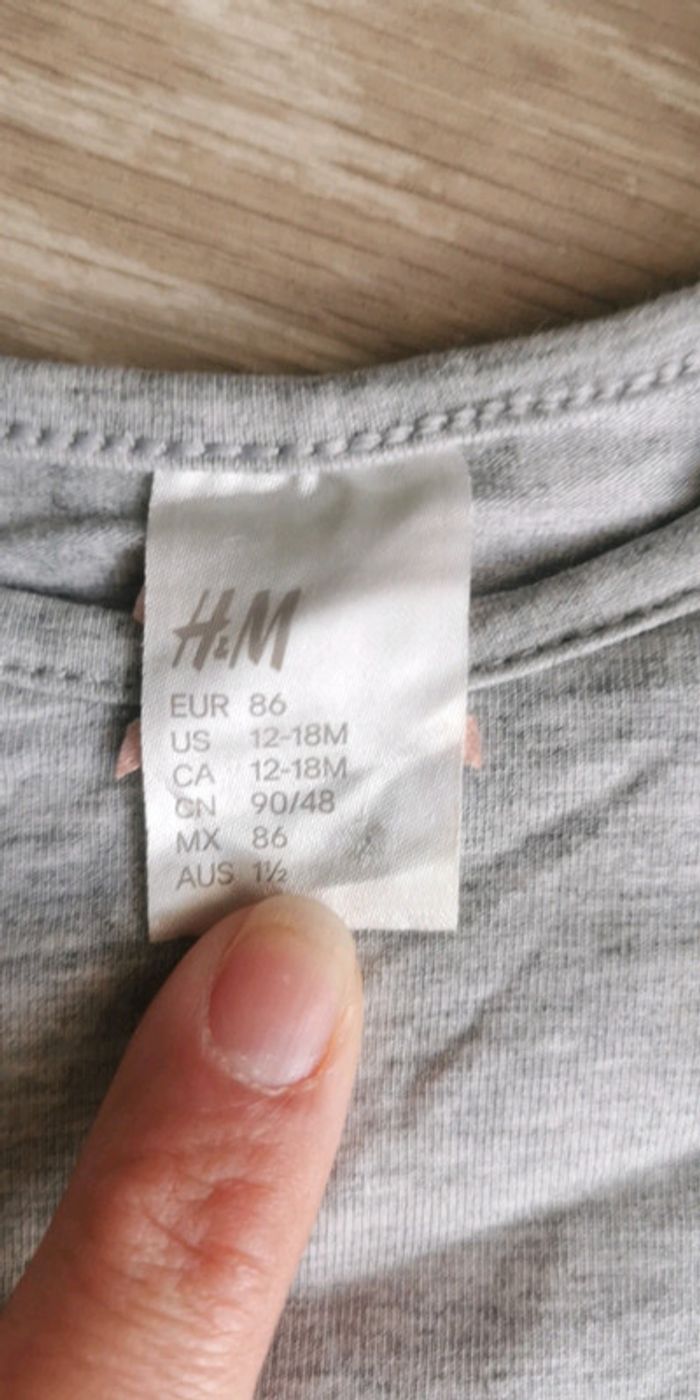 H&M
EUR 86
US 12-18M
CA 12-18M
CN 90/48
MX 86
AUS 1½